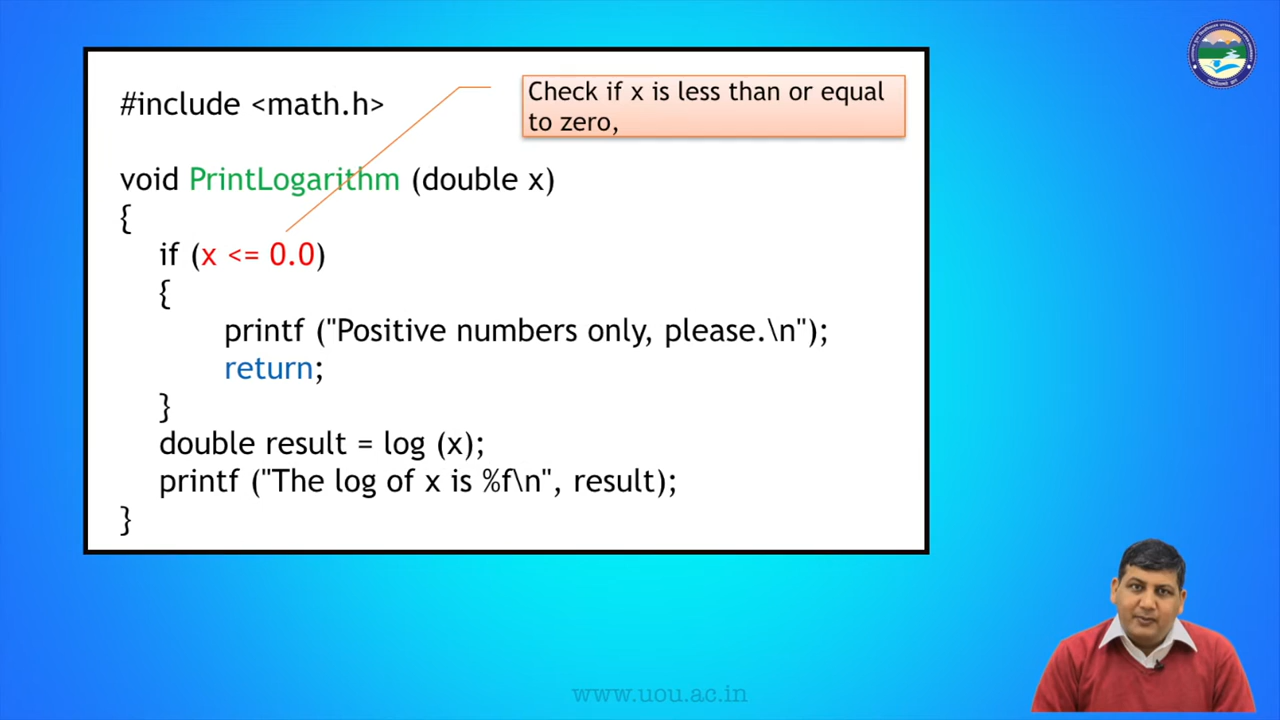 #include <math.h>
Check if x is less than or equal
to zero,
void PrintLogarithm (double x)
{
if (x <= 0.0)
{
printf ("Positive numbers only, please.\n");
return;
}
double result = log (x);
printf ("The log of x is %f\n", result);
}
www.uou.ac.in